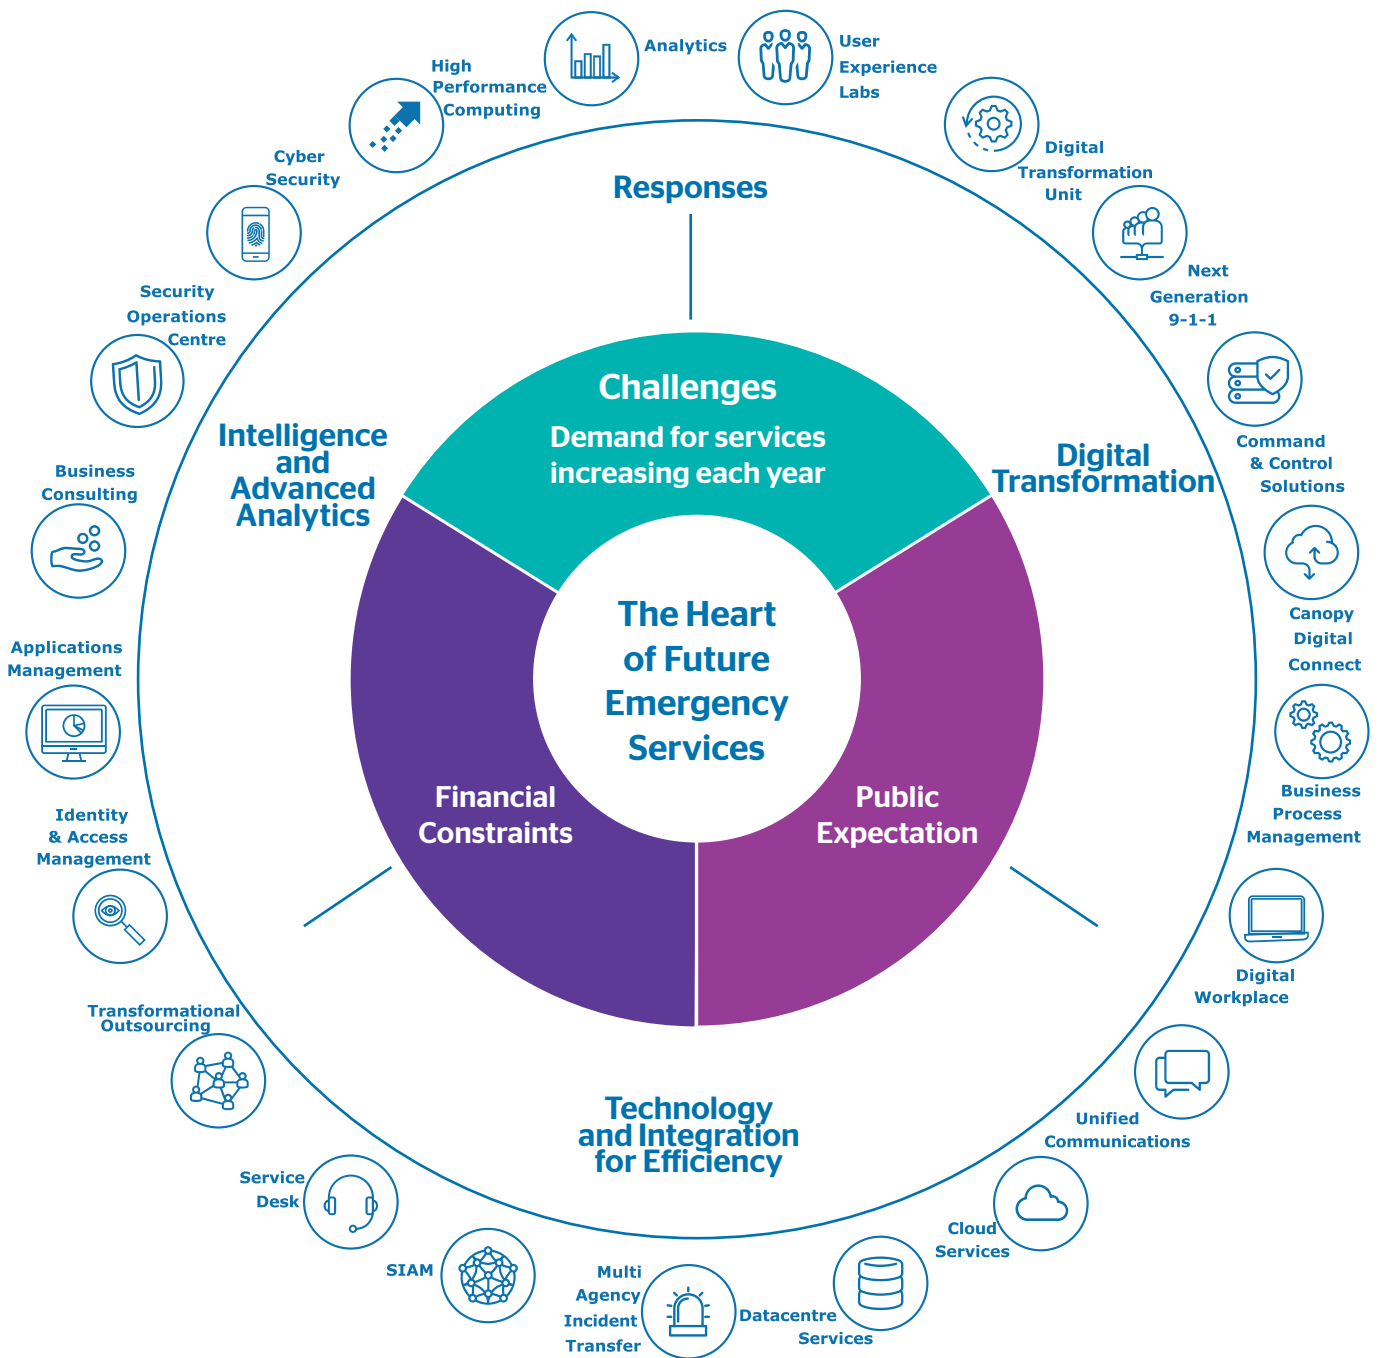 Analytics
User
Experience
Labs
High
Performance
Computing
Digital
Transformation
Unit
Cyber
Security
Next
Generation
9-1-1
Security
Operations
Centre
Command
& Control
Solutions
Business
Consulting
Canopy
Digital
Connect
Applications
Management
Business
Process
Management
Identity
& Access
Management
Digital
Workplace
Transformational
Outsourcing
Unified
Communications
Service
Desk
Cloud
Services
SIAM
Multi
Agency
Incident
Transfer
Datacentre
Services
Responses
Intelligence
and
Advanced
Analytics
Digital
Transformation
Technology
and Integration
for Efficiency
Challenges
Demand for services
increasing each year
Financial
Constraints
Public
Expectation
The Heart
of Future
Emergency
Services